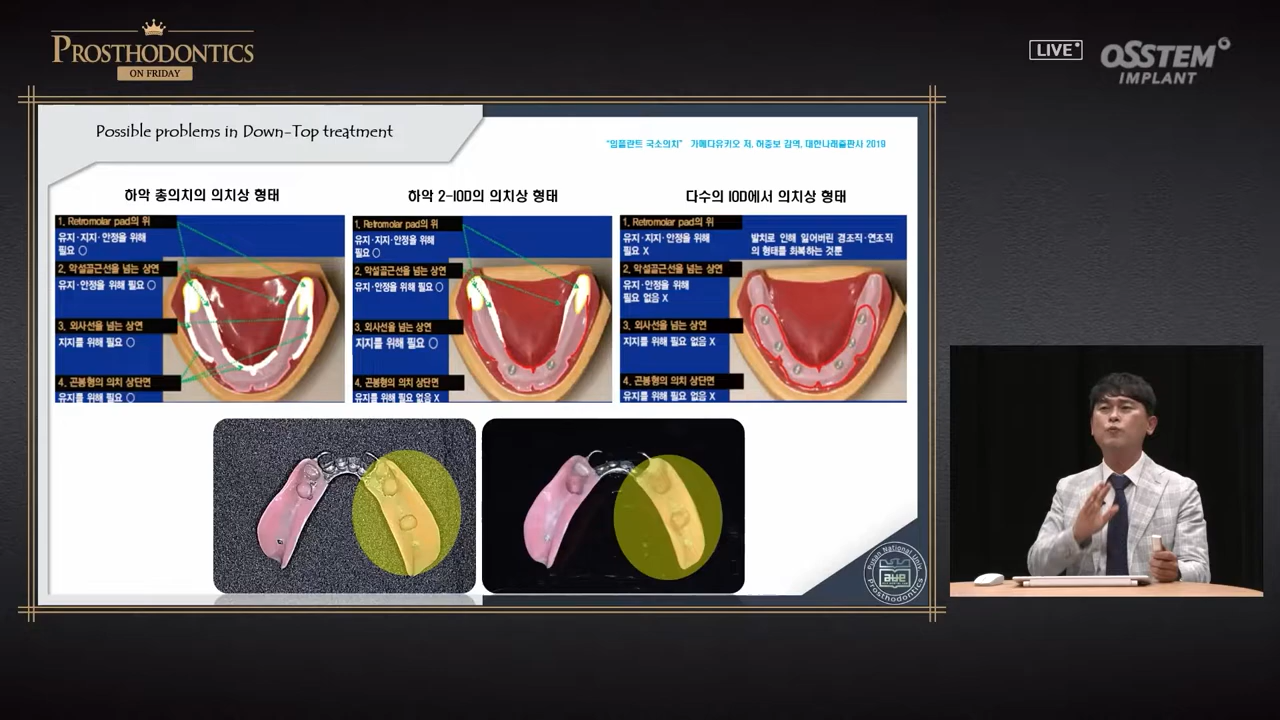 PROSTHODONTICS
ON FRIDAY
LIVE
OSSTEM
IMPLANT
Possible problems in Down-Top treatment
"임플란트 국소의치" 가메다유키오 저, 허중보 감역, 대한나래출판사 2019
하악 총의치의 의치상 형태
1. Retromolar pad의 위
유지·지지·안정을 위해
필요 ○
2. 악설골근선을 넘는 상연
유지·안정을 위해 필요 ○
3. 외사선을 넘는 상연
지지를 위해 필요 ○
4. 곤봉형의 의치 상단면
유지를 위해 필요 ○
하악 2-IOD의 의치상 형태
1. Retromolar pad의 위
유지·지지·안정을 위해
필요 ○
2. 악설골근선을 넘는 상연
유지·안정을 위해 필요 ○
3. 외사선을 넘는 상연
지지를 위해 필요 ○
4. 곤봉형의 의치 상단면
유지를 위해 필요 없음 X
다수의 IOD에서 의치상 형태
1. Retromolar pad의 위
유지·지지·안정을 위해
필요 X
발치로 인해 잃어버린 경조직·연조직
의 형태를 회복하는 것뿐
2. 악설골근선을 넘는 상연
유지·안정을 위해
필요 없음 X
3. 외사선을 넘는 상연
지지를 위해 필요 없음 X
4. 곤봉형의 의치 상단면
유지를 위해 필요 없음 X
Pusan National Univ.
Prosthodontics